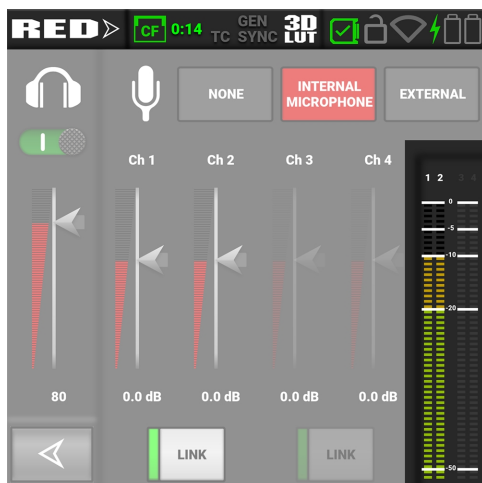 RED
CF
0:14
GEN
TC SYNC
3D
LUT
NONE
INTERNAL
MICROPHONE
EXTERNAL
Ch 1
Ch 2
Ch 3
Ch 4
1 2 3 4
0
-5
-10
-20
-50
80
0.0 dB
0.0 dB
0.0 dB
0.0 dB
LINK
LINK